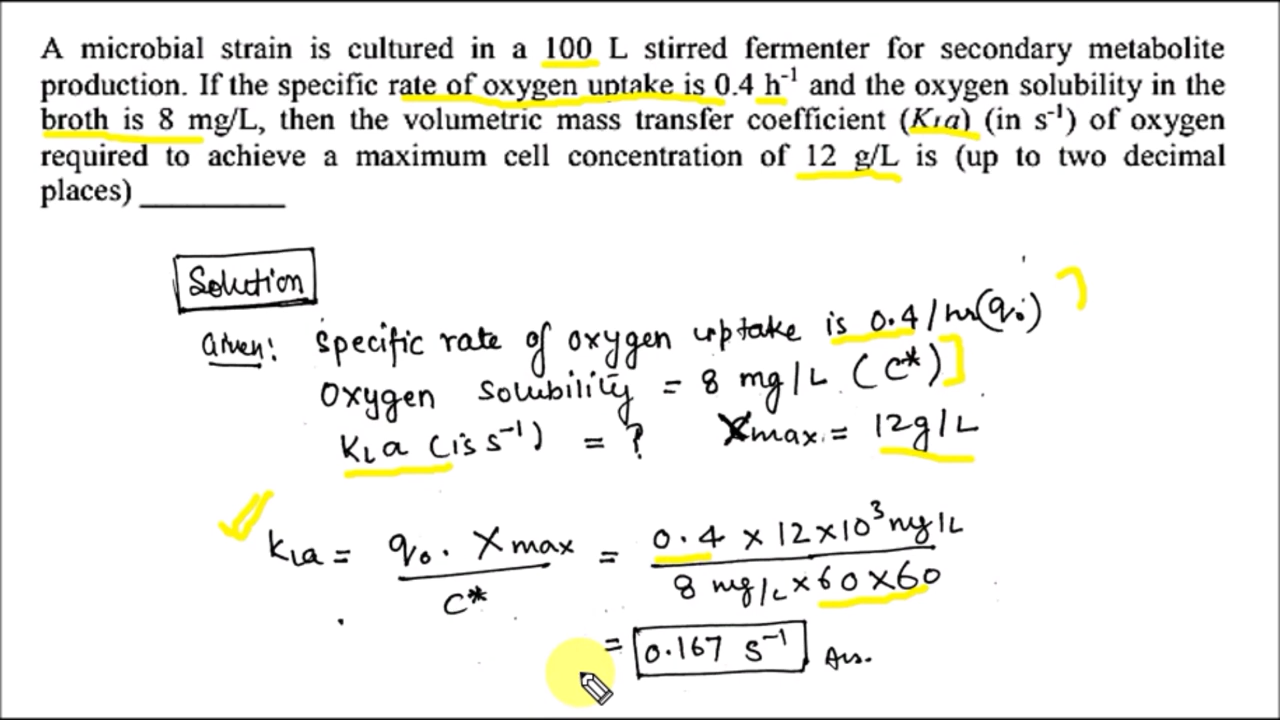 A microbial strain is cultured in a 100 L stirred fermenter for secondary metabolite
production. If the specific rate of oxygen uptake is 0.4 h⁻¹ and the oxygen solubility in the
broth is 8 mg/L, then the volumetric mass transfer coefficient (Kₗa) (in s⁻¹) of oxygen
required to achieve a maximum cell concentration of 12 g/L is (up to two decimal
places) __________
Solution
Given: Specific rate of oxygen uptake is 0.4/hr(q₀)
Oxygen solubility = 8 mg/L (C*)
KLa (is s⁻¹) = ? Xmax. = 12g/L
KLa = q₀. Xmax / C* = 0.4 × 12×10³ mg/L / 8 mg/L × 60×60
= 0.167 s⁻¹ Ans.